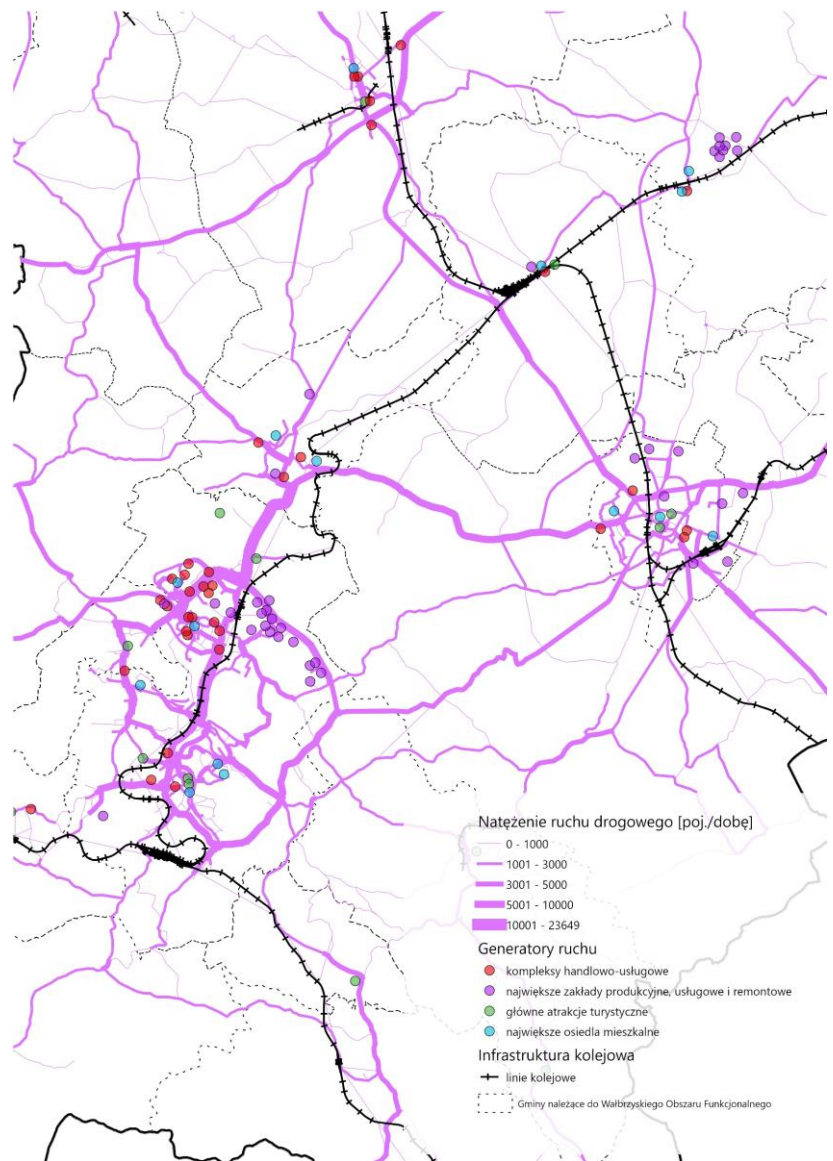 Natężenie ruchu drogowego [poj./dobę]
0 - 1000
1001 - 3000
3001 - 5000
5001 - 10000
10001 - 23649
Generatory ruchu
kompleksy handlowo-usługowe
największe zakłady produkcyjne, usługowe i remontowe
główne atrakcje turystyczne
największe osiedla mieszkalne
Infrastruktura kolejowa
linie kolejowe
Gminy należące do Wałbrzyskiego Obszaru Funkcjonalnego